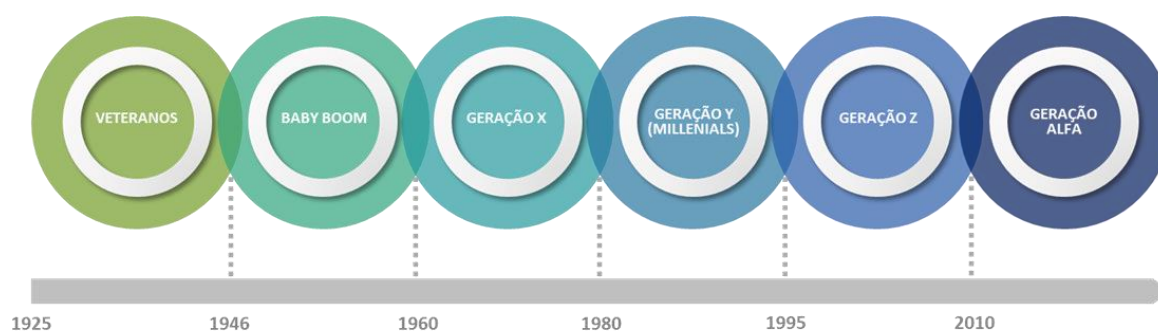 VETERANOS
BABY BOOM
GERAÇÃO X
GERAÇÃO Y
(MILLENIALS)
GERAÇÃO Z
GERAÇÃO
ALFA
1925
1946
1960
1980
1995
2010